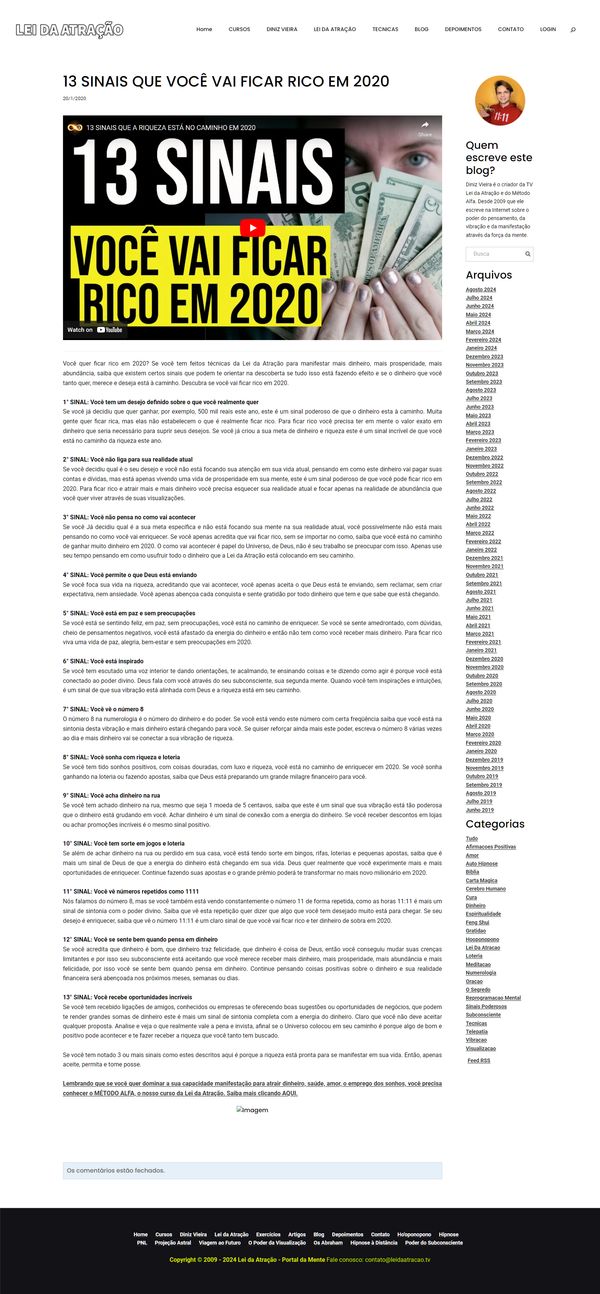 LEI DA ATRAÇÃO
Home CURSOS DINIZ VIEIRA LEI DA ATRAÇÃO TECNICAS BLOG DEPOIMENTOS CONTATO LOGIN
13 SINAIS QUE VOCÊ VAI FICAR RICO EM 2020
20/1/2020
13 SINAIS QUE A RIQUEZA ESTÁ NO CAMINHO EM 2020
Share
13 SINAIS
VOCÊ VAI FICAR
RICO EM 2020
Watch on YouTube
Você quer ficar rico em 2020? Se você tem feitos técnicas da Lei da Atração para manifestar mais dinheiro, mais prosperidade, mais
abundância, saiba que existem certos sinais que podem te orientar na descoberta se tudo isso está fazendo efeito e se o dinheiro que você
tanto quer, merece e deseja está à caminho. Descubra se você vai ficar rico em 2020.
1° SINAL: Você tem um desejo definido sobre o que você realmente quer
Se você já decidiu que quer ganhar, por exemplo, 500 mil reais este ano, este é um sinal poderoso de que o dinheiro esta à caminho. Muita
gente quer ficar rica, mas elas não estabelecem o que é realmente ficar rico. Para ficar rico você precisa ter em mente o valor exato em
dinheiro que seria necessário para suprir seus desejos. Se você já criou a sua meta de dinheiro e riqueza este é um sinal incrível de que você
está no caminho da riqueza este ano.
2° SINAL: Você não liga para sua realidade atual
Se você decidiu qual é o seu desejo e você não está focando sua atenção em sua vida atual, pensando em como este dinheiro vai pagar suas
contas e dívidas, mas está apenas vivendo uma vida de prosperidade em sua mente, este é um sinal poderoso de que você pode ficar rico em
2020. Para ficar rico e atrair mais e mais dinheiro você precisa esquecer sua realidade atual e focar apenas na realidade de abundância que
você quer viver através de suas visualizações.
3° SINAL: Você não pensa no como vai acontecer
Se você Já decidiu qual é a sua meta especifica e não está focando sua mente na sua realidade atual, você possivelmente não está mais
pensando no como você vai enriquecer. Se você apenas acredita que vai ficar rico, sem se importar no como, saiba que você está no caminho
de ganhar muito dinheiro em 2020. O como vai acontecer é papel do Universo, de Deus, não é seu trabalho se preocupar com isso. Apenas use
seu tempo pensando em como usufruir todo o dinheiro que a Lei da Atração está colocando em seu caminho.
4° SINAL: Você permite o que Deus está enviando
Se você foca sua vida na riqueza, acreditando que vai acontecer, você apenas aceita o que Deus está te enviando, sem reclamar, sem criar
expectativa, nem ansiedade. Você apenas abençoa cada conquista e sente gratidão por todo dinheiro que tem e que sabe que está chegando.
5° SINAL: Você está em paz e sem preocupações
Se você está se sentindo feliz, em paz, sem preocupações, você está no caminho de enriquecer. Se você se sente amedrontado, com dúvidas,
cheio de pensamentos negativos, você está afastado da energia do dinheiro e então não tem como você receber mais dinheiro. Para ficar rico
viva uma vida de paz, alegria, bem-estar e sem preocupações em 2020.
6° SINAL: Você está inspirado
Se você tem escutado uma voz interior te dando orientações, te acalmando, te ensinando coisas e te dizendo como agir é porque você está
conectado ao poder divino. Deus fala com você através do seu subconsciente, sua segunda mente. Quando você tem inspirações e intuições,
é um sinal de que sua vibração está alinhada com Deus e a riqueza está em seu caminho.
7° SINAL: Você vê o número 8
O número 8 na numerologia é o número do dinheiro e do poder. Se você está vendo este número com certa freqüência saiba que você está na
sintonia desta vibração e mais dinheiro estará chegando para você. Se quiser reforçar ainda mais este poder, escreva o número 8 várias vezes
ao dia e mais dinheiro vai se conectar a sua vibração de riqueza.
8° SINAL: Você sonha com riqueza e loteria
Se você tem tido sonhos positivos, com coisas douradas, com luxo e riqueza, você está no caminho de enriquecer em 2020. Se você sonha
ganhando na loteria ou fazendo apostas, saiba que Deus está preparando um grande milagre financeiro para você.
9° SINAL: Você acha dinheiro na rua
Se você tem achado dinheiro na rua, mesmo que seja 1 moeda de 5 centavos, saiba que este é um sinal que sua vibração está tão poderosa
que o dinheiro está grudando em você. Achar dinheiro é um sinal de conexão com a energia do dinheiro. Se você receber descontos em lojas
ou achar promoções incríveis é o mesmo sinal positivo.
10° SINAL: Você tem sorte em jogos e loteria
Se além de achar dinheiro na rua ou perdido em sua casa, você está tendo sorte em bingos, rifas, loterias e pequenas apostas, saiba que é
mais um sinal de Deus de que a energia do dinheiro está chegando em sua vida. Deus quer realmente que você experimente mais e mais
oportunidades de enriquecer. Continue fazendo suas apostas e o grande prêmio poderá te transformar no mais novo milionário em 2020.
11° SINAL: Você vê números repetidos como 1111
Nós falamos do número 8, mas se você também está vendo constantemente o número 11 de forma repetida, como as horas 11:11 é mais um
sinal de sintonia com o poder divino. Saiba que vê esta repetição quer dizer que algo que você tem desejado muito está para chegar. Se seu
desejo é enriquecer, saiba que vê o número 11:11 é um claro sinal de que você vai ficar rico e ter dinheiro de sobra em 2020.
12° SINAL: Você se sente bem quando pensa em dinheiro
Se você acredita que dinheiro é bom, que dinheiro traz felicidade, que dinheiro é coisa de Deus, então você conseguiu mudar suas crenças
limitantes e por isso seu subconsciente está aceitando que você merece receber mais dinheiro, mais prosperidade, mais abundância e mais
felicidade, por isso você se sente bem quando pensa em dinheiro. Continue pensando coisas positivas sobre o dinheiro e sua realidade
financeira será abençoada nos próximos meses, semanas ou dias.
13° SINAL: Você recebe oportunidades incríveis
Se você tem recebido ligações de amigos, conhecidos ou empresas te oferecendo boas sugestões ou oportunidades de negócios, que podem
te render grandes somas de dinheiro este é mais um sinal de sintonia completa com a energia do dinheiro. Claro que você não deve aceitar
qualquer proposta. Analise e veja o que realmente vale a pena e invista, afinal se o Universo colocou em seu caminho é porque algo de bom e
positivo pode acontecer e te fazer receber a riqueza que você tanto tem buscado.
Se você tem notado 3 ou mais sinais como estes descritos aqui é porque a riqueza está pronta para se manifestar em sua vida. Então, apenas
aceite, permita e tome posse.
Lembrando que se você quer dominar a sua capacidade manifestação para atrair dinheiro, saúde, amor, o emprego dos sonhos, você precisa
conhecer o MÉTODO ALFA, o nosso curso da Lei da Atração. Saiba mais clicando AQUI.
Imagem
Os comentários estão fechados.
11:11
Quem
escreve este
blog?
Diniz Vieira é o criador da TV
Lei da Atração e do Método
Alfa. Desde 2009 que ele
escreve na Internet sobre o
poder do pensamento, da
vibração e da manifestação
através da força da mente.
Busca
Arquivos
Agosto 2024
Julho 2024
Junho 2024
Maio 2024
Abril 2024
Março 2024
Fevereiro 2024
Janeiro 2024
Dezembro 2023
Novembro 2023
Outubro 2023
Setembro 2023
Agosto 2023
Julho 2023
Junho 2023
Maio 2023
Abril 2023
Março 2023
Fevereiro 2023
Janeiro 2023
Dezembro 2022
Novembro 2022
Outubro 2022
Setembro 2022
Agosto 2022
Julho 2022
Junho 2022
Maio 2022
Abril 2022
Março 2022
Fevereiro 2022
Janeiro 2022
Dezembro 2021
Novembro 2021
Outubro 2021
Setembro 2021
Agosto 2021
Julho 2021
Junho 2021
Maio 2021
Abril 2021
Março 2021
Fevereiro 2021
Janeiro 2021
Dezembro 2020
Novembro 2020
Outubro 2020
Setembro 2020
Agosto 2020
Julho 2020
Junho 2020
Maio 2020
Abril 2020
Março 2020
Fevereiro 2020
Janeiro 2020
Dezembro 2019
Novembro 2019
Outubro 2019
Setembro 2019
Agosto 2019
Julho 2019
Junho 2019
Categorias
Tudo
Afirmacoes Positivas
Amor
Auto Hipnose
Biblia
Carta Magica
Cerebro Humano
Cura
Dinheiro
Espiritualidade
Feng Shui
Gratidao
Hooponopono
Lei Da Atracao
Loteria
Meditacao
Numerologia
Oracao
O Segredo
Reprogramacao Mental
Sinais Poderosos
Subconsciente
Tecnicas
Telepatia
Vibracao
Visualizacao
Feed RSS
Home Cursos Diniz Vieira Lei da Atração Exercícios Artigos Blog Depoimentos Contato Ho'oponopono Hipnose
PNL Projeção Astral Viagem ao Futuro O Poder da Visualização Os Abraham Hipnose à Distância Poder do Subconsciente
Copyright © 2009 - 2024 Lei da Atração - Portal da Mente Fale conosco: contato@leidaatracao.tv